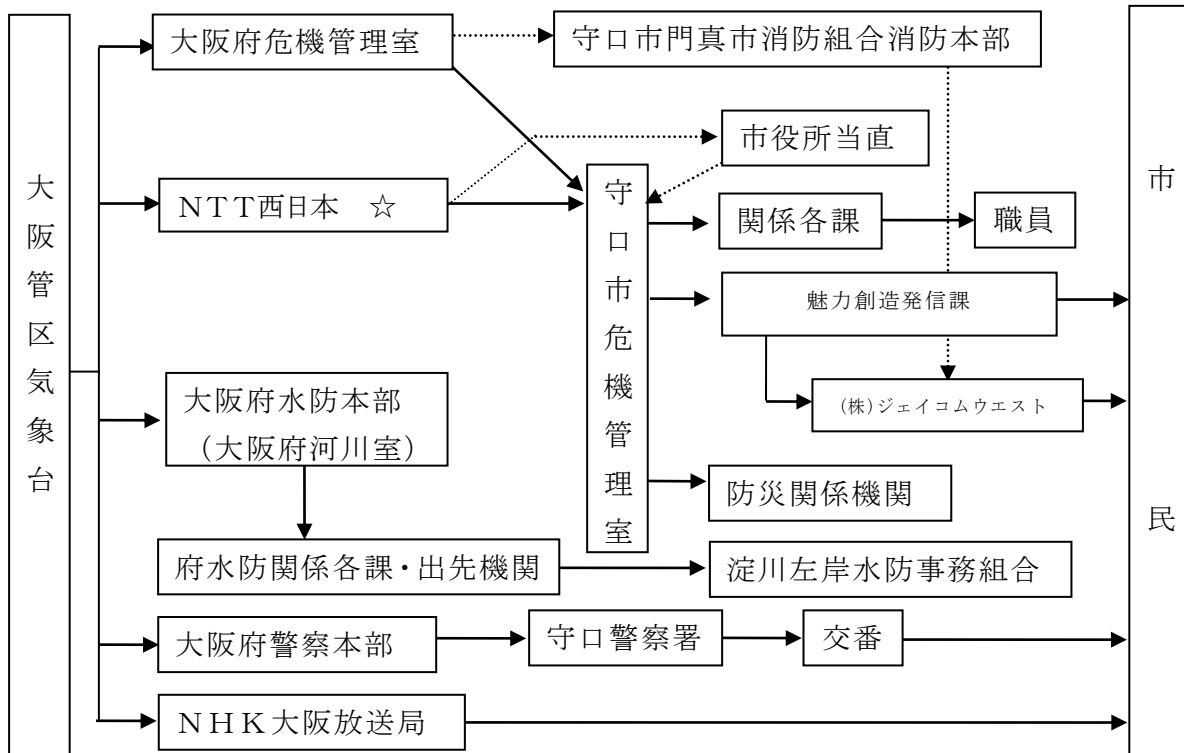 大阪管区気象台
大阪府危機管理室
守口市門真市消防組合消防本部
市役所当直
NTT西日本 ☆
守口市危機管理室
関係各課
職員
魅力創造発信課
(株)ジェイコムウエスト
大阪府水防本部
(大阪府河川室)
防災関係機関
府水防関係各課・出先機関
淀川左岸水防事務組合
大阪府警察本部
守口警察署
交番
NHK大阪放送局
市民